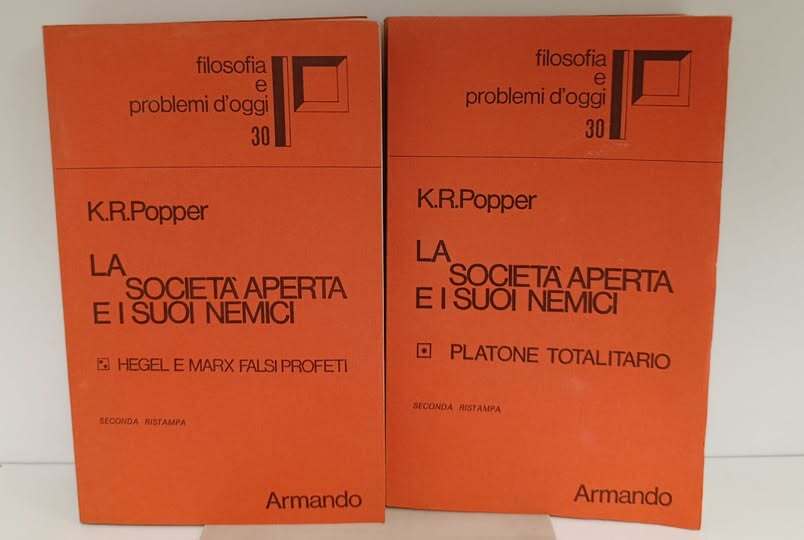 filosofia
e
problemi d'oggi
30
K.R.Popper
LA
SOCIETÀ APERTA
E I SUOI NEMICI
HEGEL E MARX FALSI PROFETI
SECONDA RISTAMPA
Armando
filosofia
e
problemi d'oggi
30
K.R.Popper
LA
SOCIETÀ APERTA
E I SUOI NEMICI
PLATONE TOTALITARIO
SECONDA RISTAMPA
Armando